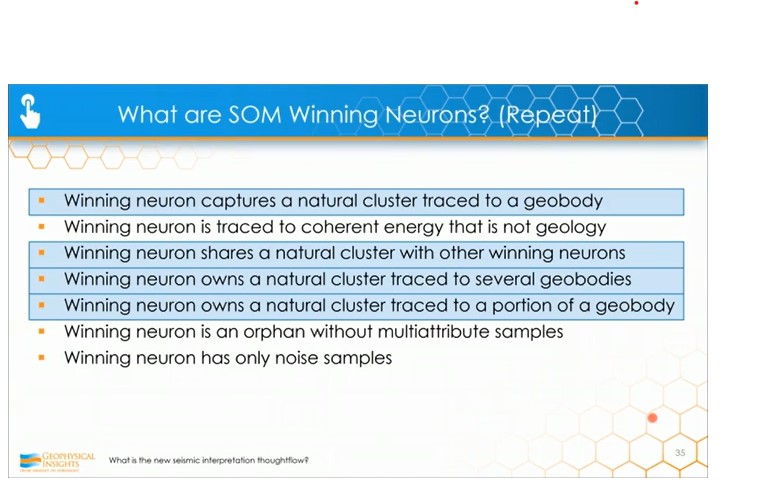 What are SOM Winning Neurons? (Repeat)
Winning neuron captures a natural cluster traced to a geobody
Winning neuron is traced to coherent energy that is not geology
Winning neuron shares a natural cluster with other winning neurons
Winning neuron owns a natural cluster traced to several geobodies
Winning neuron owns a natural cluster traced to a portion of a geobody
Winning neuron is an orphan without multiattribute samples
Winning neuron has only noise samples
GEOPHYSICAL
INSIGHTS
What is the new seismic interpretation thoughtflow?
35